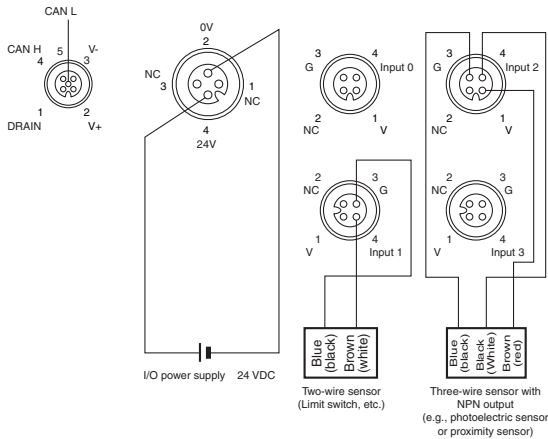 CAN L
CAN H
5
V-
4
3
1
2
DRAIN
V+
0V
2
NC
3
1
NC
4
24V
3
4
G
Input 0
2
1
NC
V
2
3
NC
G
1
4
V
Input 1
3
4
G
Input 2
2
1
NC
V
2
3
NC
G
1
4
V
Input 3
I/O power supply 24 VDC
Blue
(black)
Brown
(white)
Two-wire sensor
(Limit switch, etc.)
Blue
(black)
Black
(White)
Brown
(red)
Three-wire sensor with
NPN output
(e.g., photoelectric sensor
or proximity sensor)